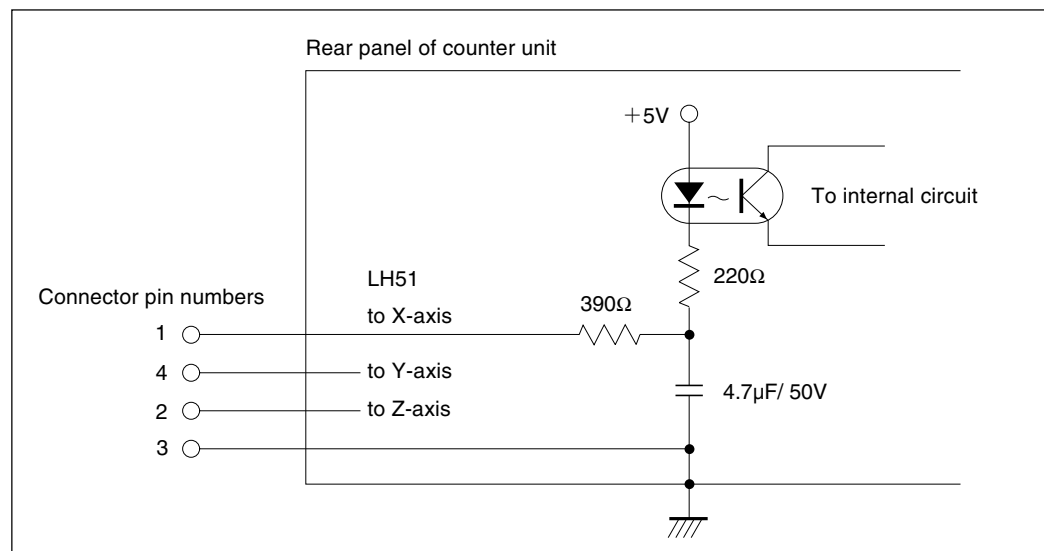 Rear panel of counter unit
+5V
To internal circuit
220Ω
LH51
Connector pin numbers
390Ω
1 to X-axis
4 to Y-axis
4.7µF/ 50V
2 to Z-axis
3